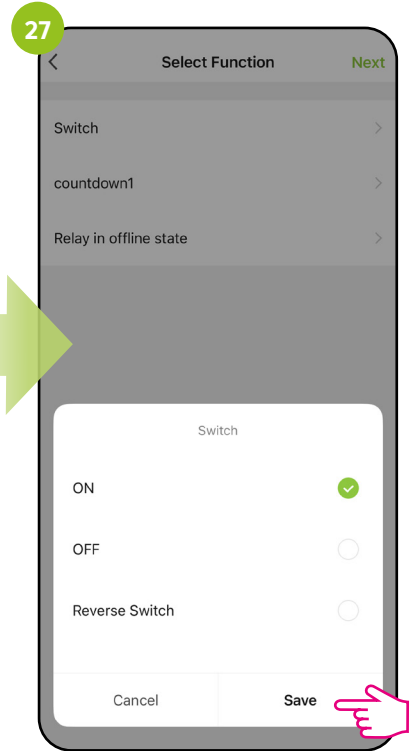 27
Select Function Next
Switch
countdown1
Relay in offline state
Switch
ON
OFF
Reverse Switch
Cancel Save